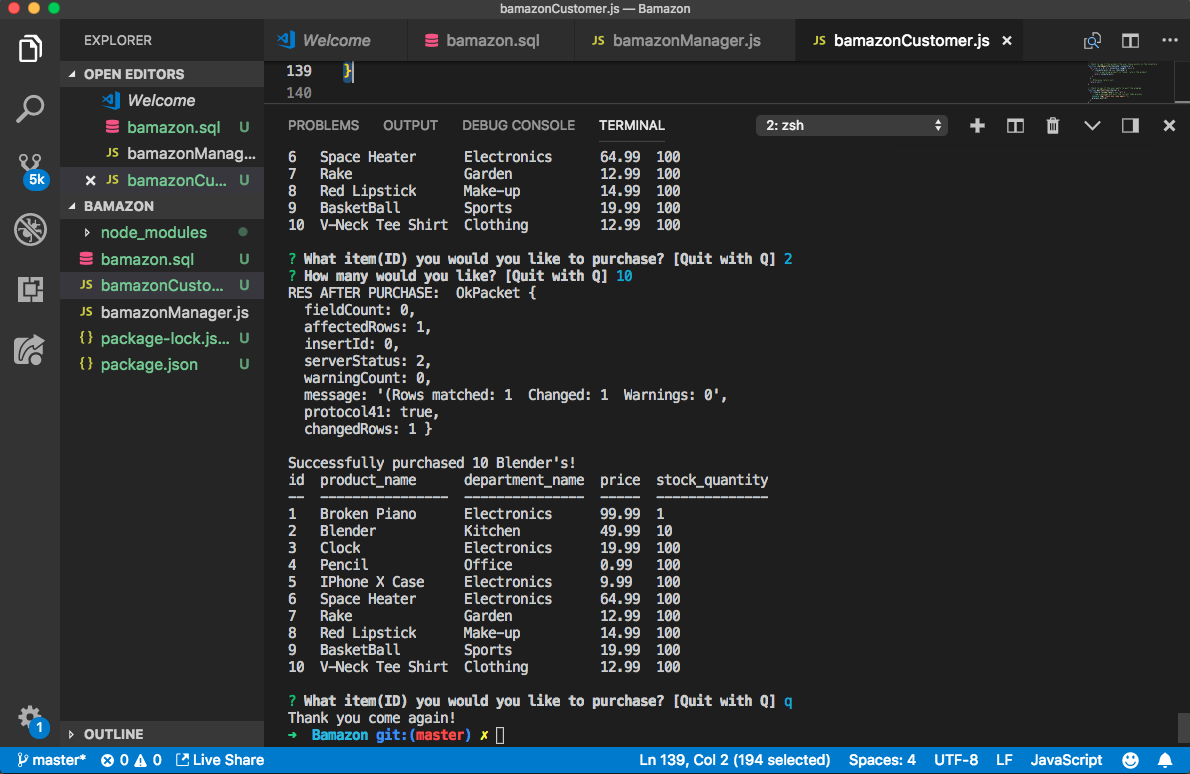 bamazonCustomer.js — Bamazon
EXPLORER
OPEN EDITORS
Welcome
bamazon.sql U
JS bamazonManag...
JS bamazonCu... U
BAMAZON
node_modules
bamazon.sql U
JS bamazonCusto... U
JS bamazonManager.js
{} package-lock.js... U
{} package.json U
OUTLINE
5k
1
Welcome
bamazon.sql
JS bamazonManager.js
JS bamazonCustomer.js
139 }
140
PROBLEMS OUTPUT DEBUG CONSOLE TERMINAL 2: zsh
6 Space Heater Electronics 64.99 100
7 Rake Garden 12.99 100
8 Red Lipstick Make-up 14.99 100
9 BasketBall Sports 19.99 100
10 V-Neck Tee Shirt Clothing 12.99 100
? What item(ID) you would you like to purchase? [Quit with Q] 2
? How many would you like? [Quit with Q] 10
RES AFTER PURCHASE:  OkPacket {
fieldCount: 0,
affectedRows: 1,
insertId: 0,
serverStatus: 2,
warningCount: 0,
message: '(Rows matched: 1  Changed: 1  Warnings: 0',
protocol41: true,
changedRows: 1 }
Successfully purchased 10 Blender's!
id product_name department_name price stock_quantity
-- ---------------- --------------- ----- --------------
1 Broken Piano Electronics 99.99 1
2 Blender Kitchen 49.99 10
3 Clock Electronics 19.99 100
4 Pencil Office 0.99 100
5 IPhone X Case Electronics 9.99 100
6 Space Heater Electronics 64.99 100
7 Rake Garden 12.99 100
8 Red Lipstick Make-up 14.99 100
9 BasketBall Sports 19.99 100
10 V-Neck Tee Shirt Clothing 12.99 100
? What item(ID) you would you like to purchase? [Quit with Q] q
Thank you come again!
➜ Bamazon git:(master) ✗
master* 0 0 Live Share Ln 139, Col 2 (194 selected) Spaces: 4 UTF-8 LF JavaScript